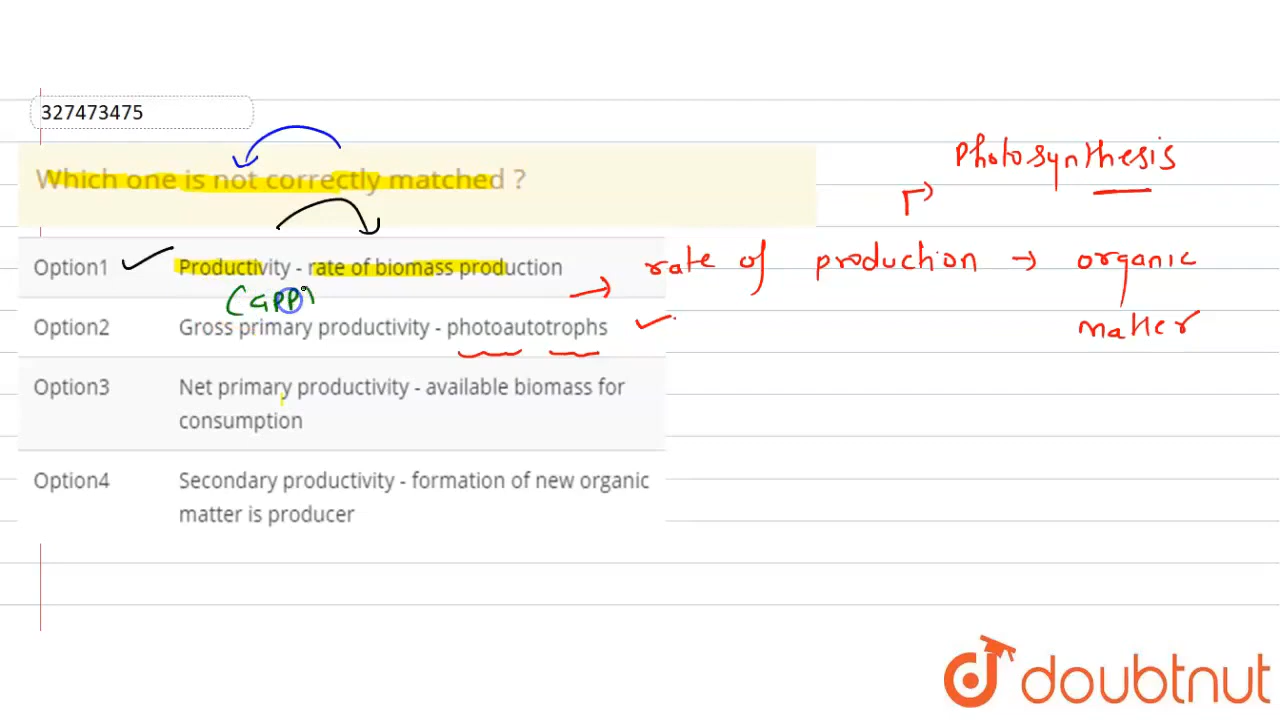 327473475
Which one is not correctly matched ?
Photosynthesis
Option1 Productivity - rate of biomass production
rate of production → organic matter
(GPP)
Option2 Gross primary productivity - photoautotrophs
Option3 Net primary productivity - available biomass for
consumption
Option4 Secondary productivity - formation of new organic
matter is producer
doubtnut